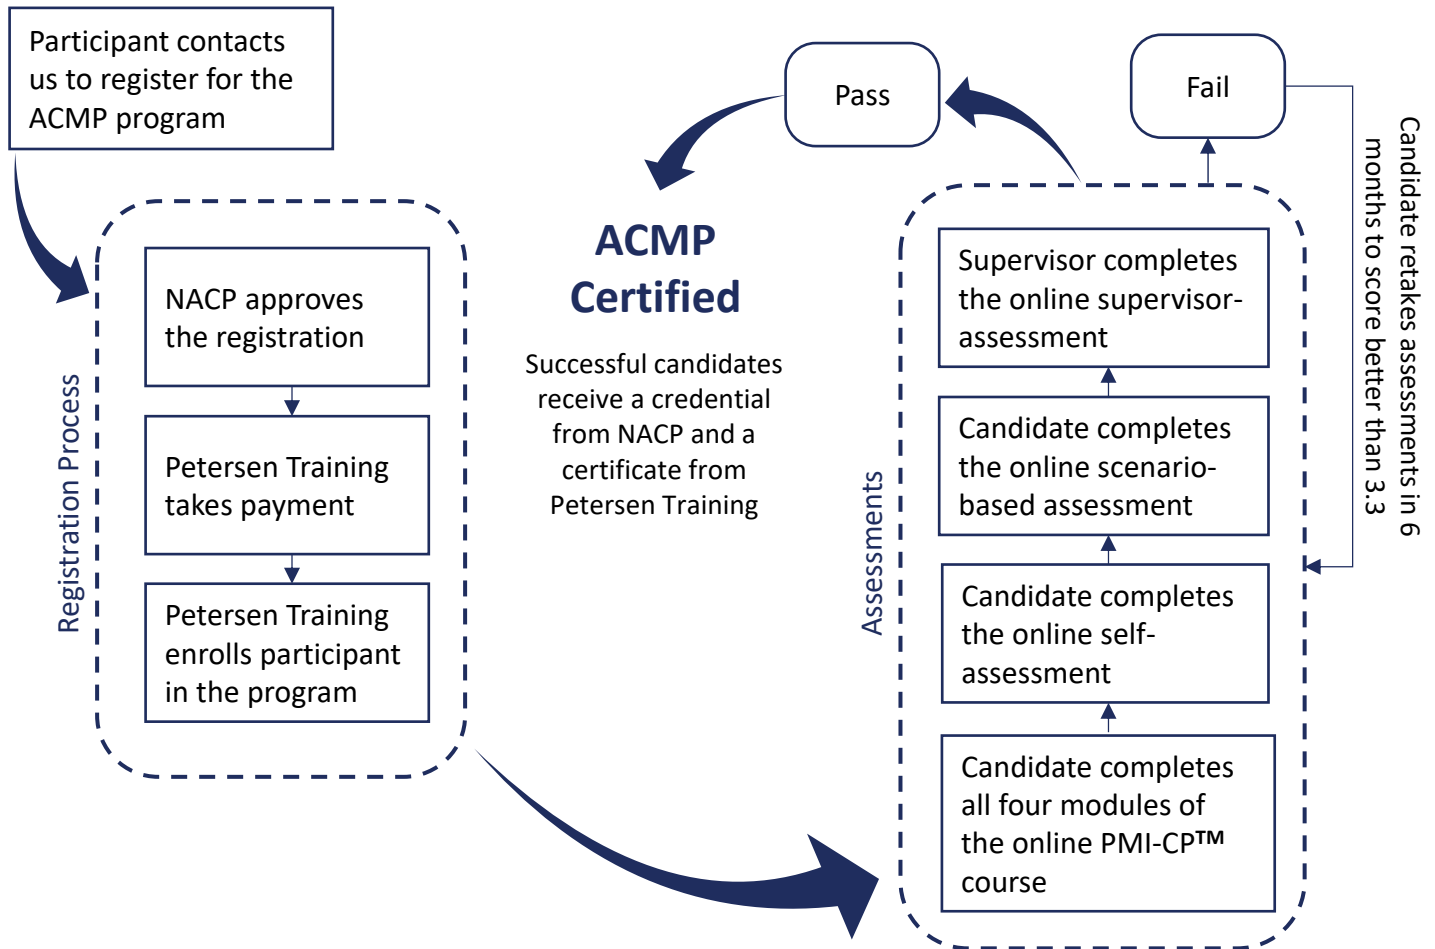 Participant contacts
us to register for the
ACMP program
Registration Process
NACP approves
the registration
Petersen Training
takes payment
Petersen Training
enrolls participant
in the program
Assessments
Candidate completes
all four modules of
the online PMI-CP™
course
Candidate completes
the online self-
assessment
Candidate completes
the online scenario-
based assessment
Supervisor completes
the online supervisor-
assessment
Fail
Candidate retakes assessments in 6
months to score better than 3.3
Pass
ACMP
Certified
Successful candidates
receive a credential
from NACP and a
certificate from
Petersen Training